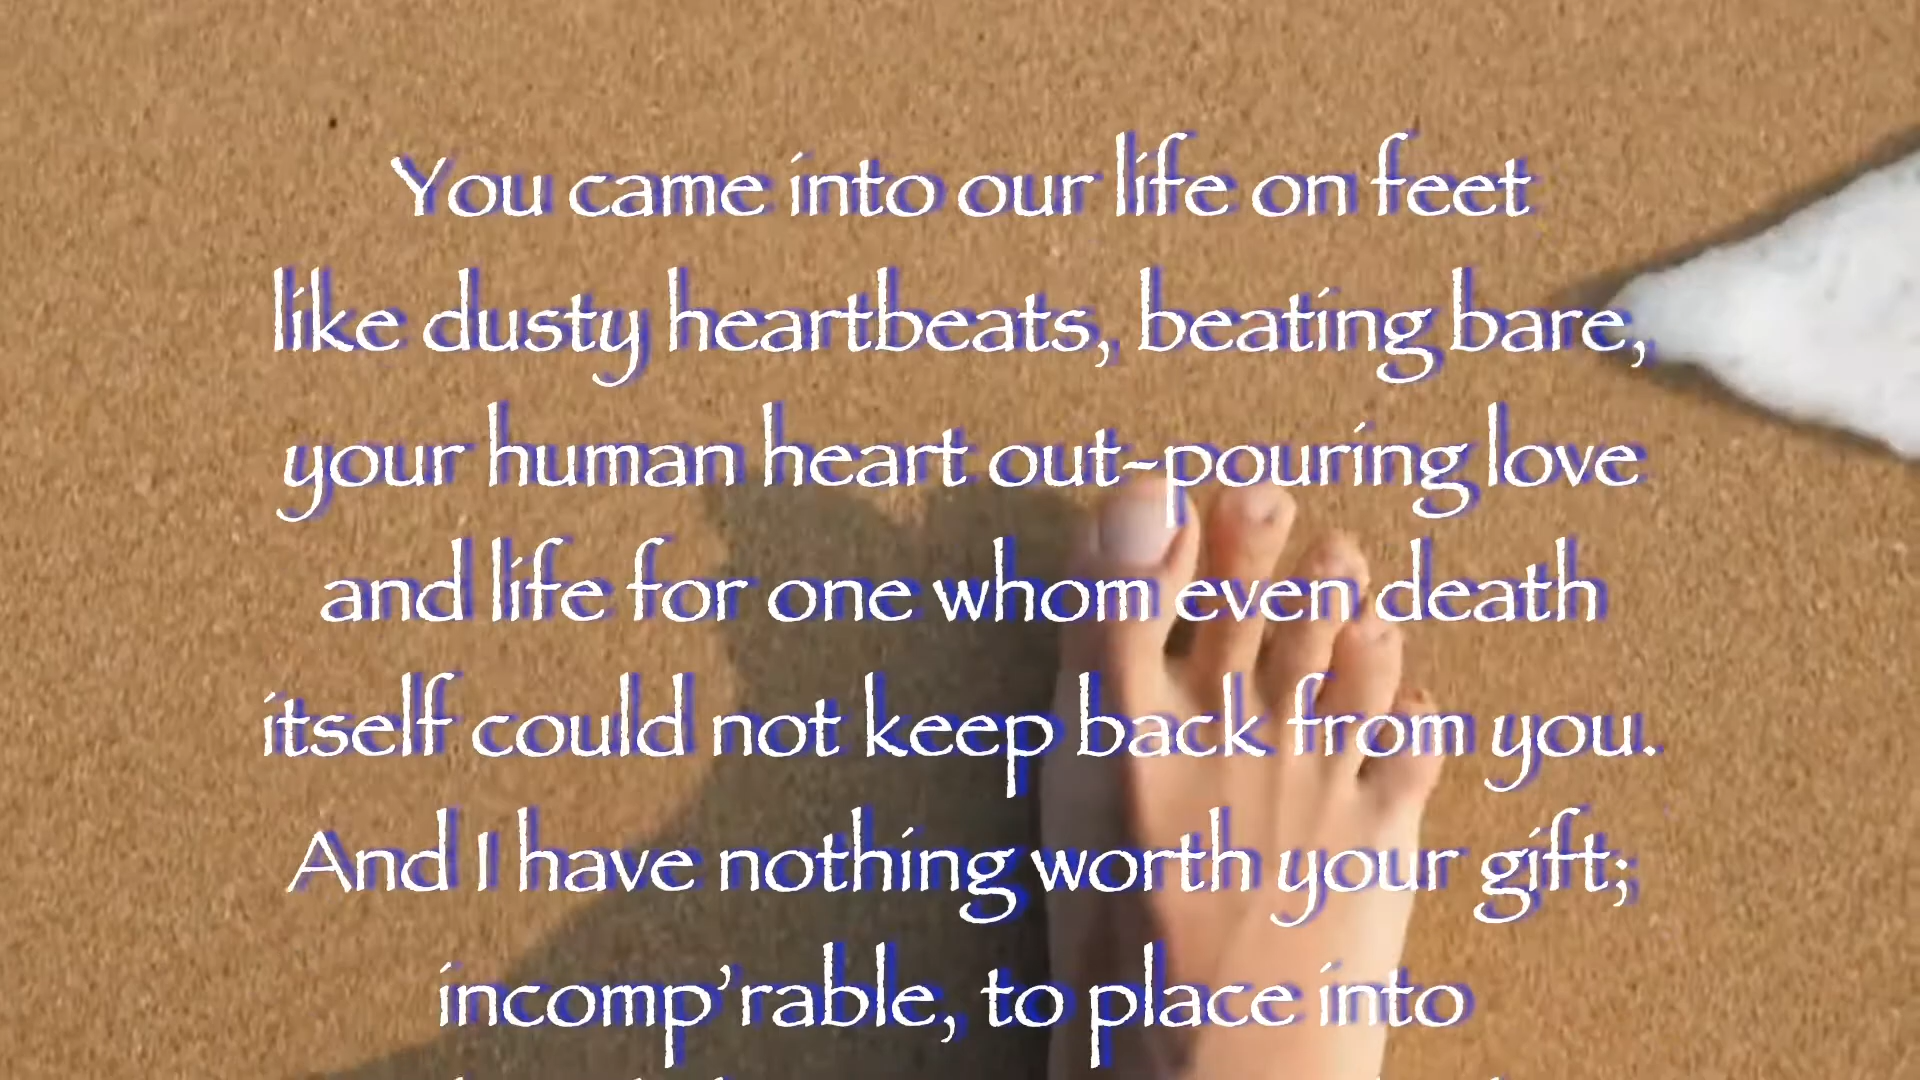 You came into our life on feet
like dusty heartbeats, beating bare,
your human heart out-pouring love
and life for one whom even death
itself could not keep back from you.
And I have nothing worth your gift;
incomp’rable, to place into